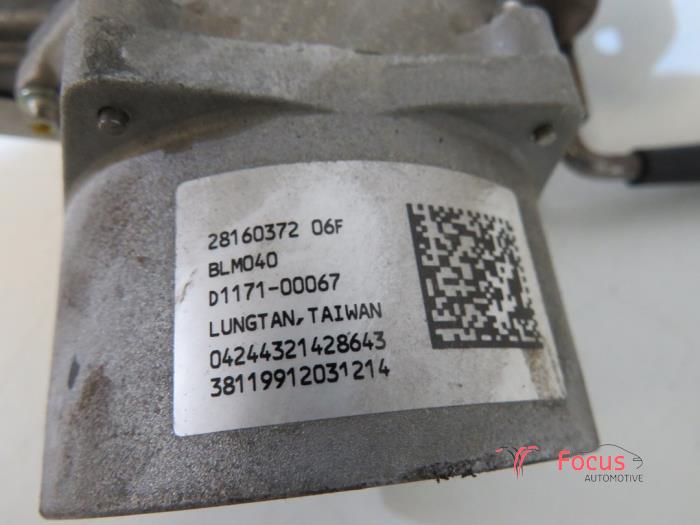 28160372 06F
BLM040
D1171-00067
LUNGTAN,TAIWAN
04244321428643
38119912031214
Focus
AUTOMOTIVE